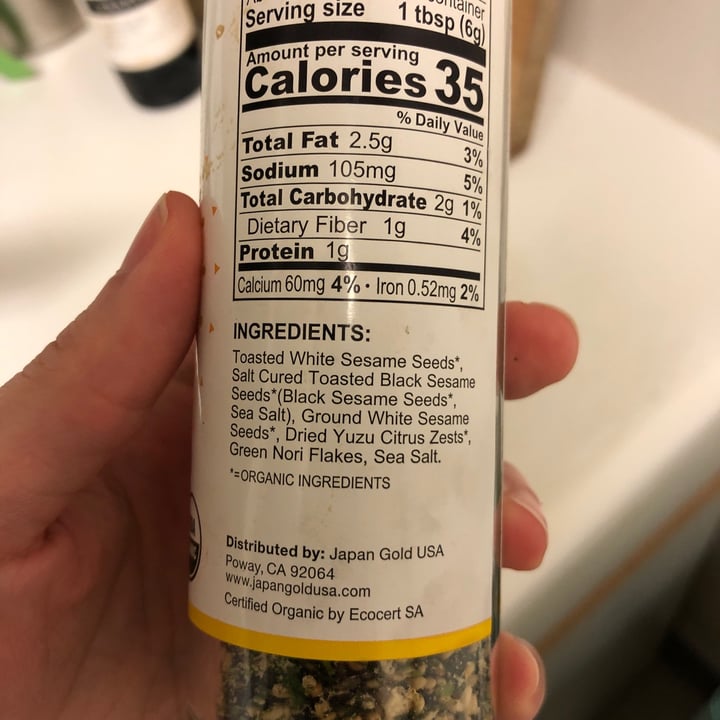 container
Serving size 1 tbsp (6g)
Amount per serving
Calories 35
% Daily Value
Total Fat 2.5g 3%
Sodium 105mg 5%
Total Carbohydrate 2g 1%
Dietary Fiber 1g 4%
Protein 1g
Calcium 60mg 4% • Iron 0.52mg 2%
INGREDIENTS:
Toasted White Sesame Seeds*,
Salt Cured Toasted Black Sesame
Seeds*(Black Sesame Seeds*,
Sea Salt), Ground White Sesame
Seeds*, Dried Yuzu Citrus Zests*,
Green Nori Flakes, Sea Salt.
*=ORGANIC INGREDIENTS
Distributed by: Japan Gold USA
Poway, CA 92064
www.japangoldusa.com
Certified Organic by Ecocert SA